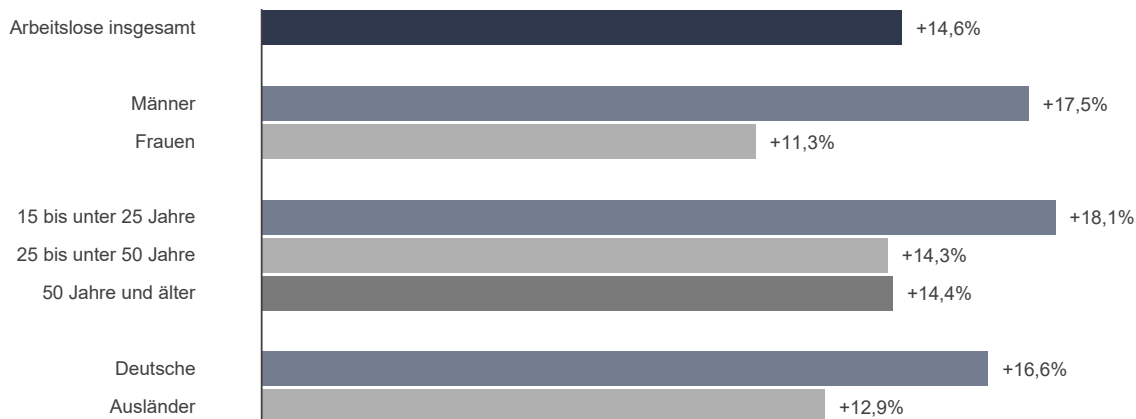 Arbeitslose insgesamt +14,6%
Männer +17,5%
Frauen +11,3%
15 bis unter 25 Jahre +18,1%
25 bis unter 50 Jahre +14,3%
50 Jahre und älter +14,4%
Deutsche +16,6%
Ausländer +12,9%